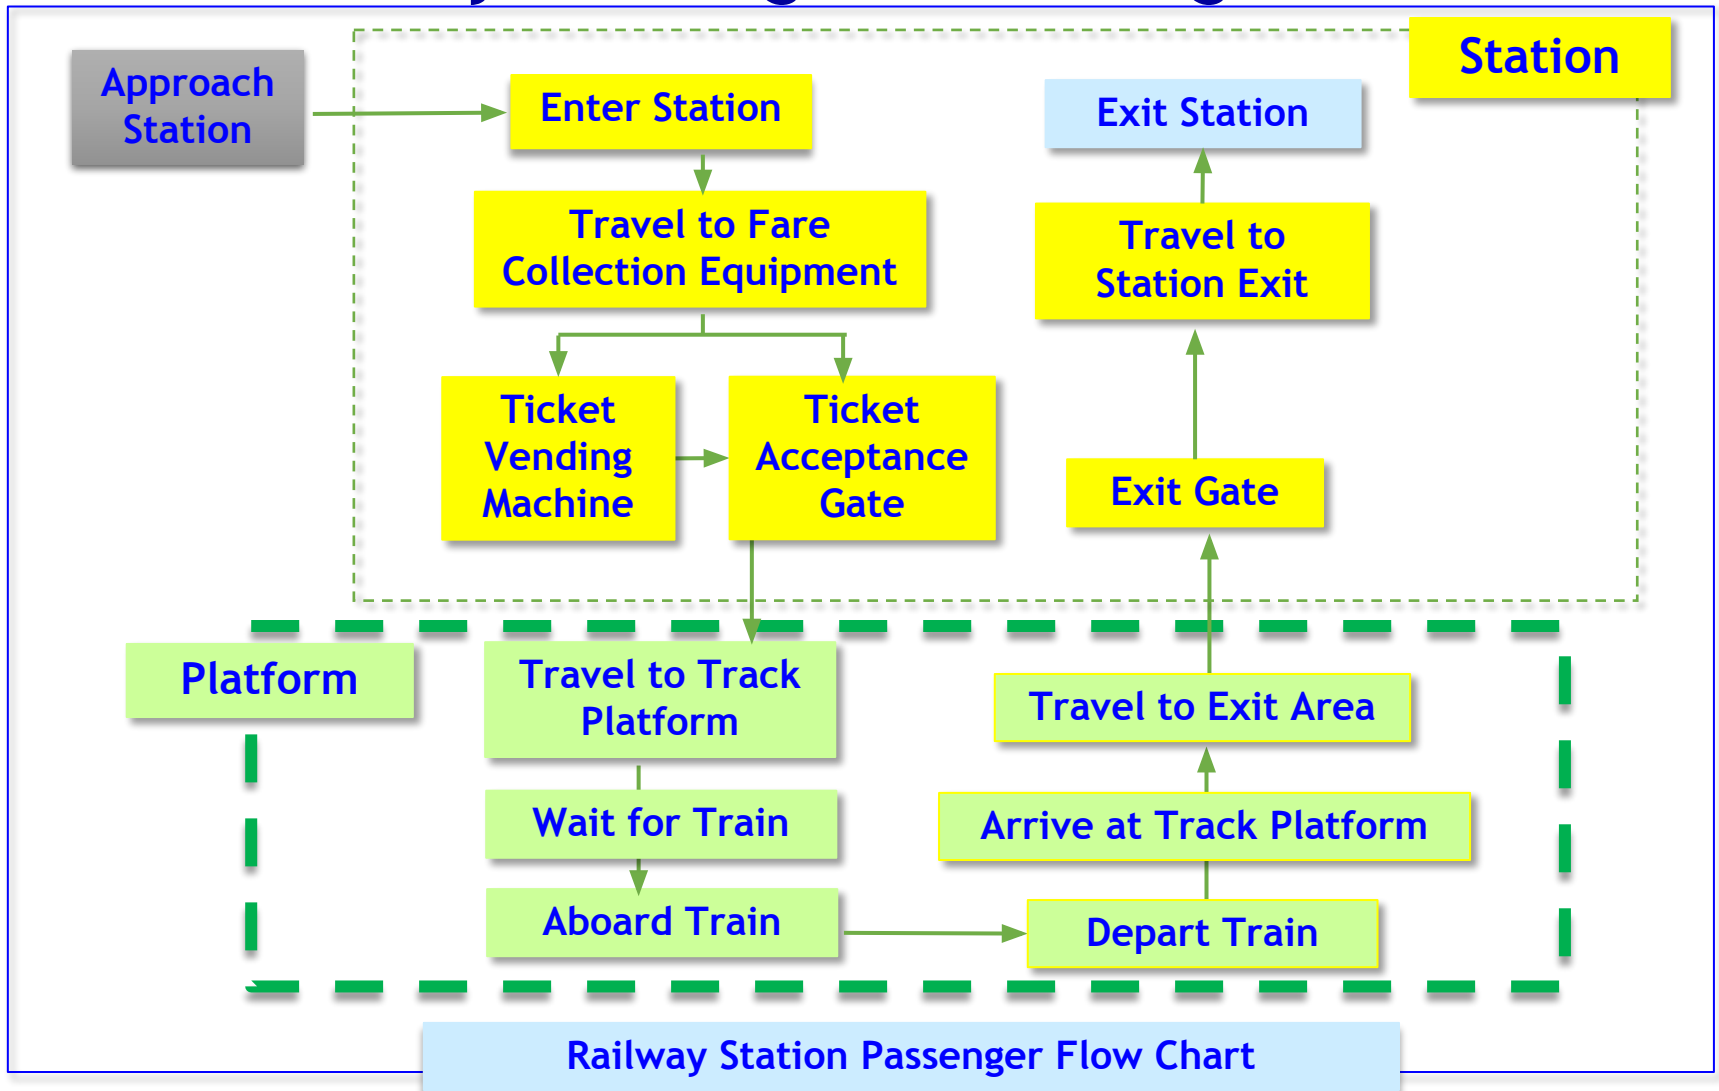 Station
Approach
Station
Enter Station
Exit Station
Travel to Fare
Collection Equipment
Travel to
Station Exit
Ticket
Vending
Machine
Ticket
Acceptance
Gate
Exit Gate
Platform
Travel to Track
Platform
Travel to Exit Area
Wait for Train
Arrive at Track Platform
Aboard Train
Depart Train
Railway Station Passenger Flow Chart